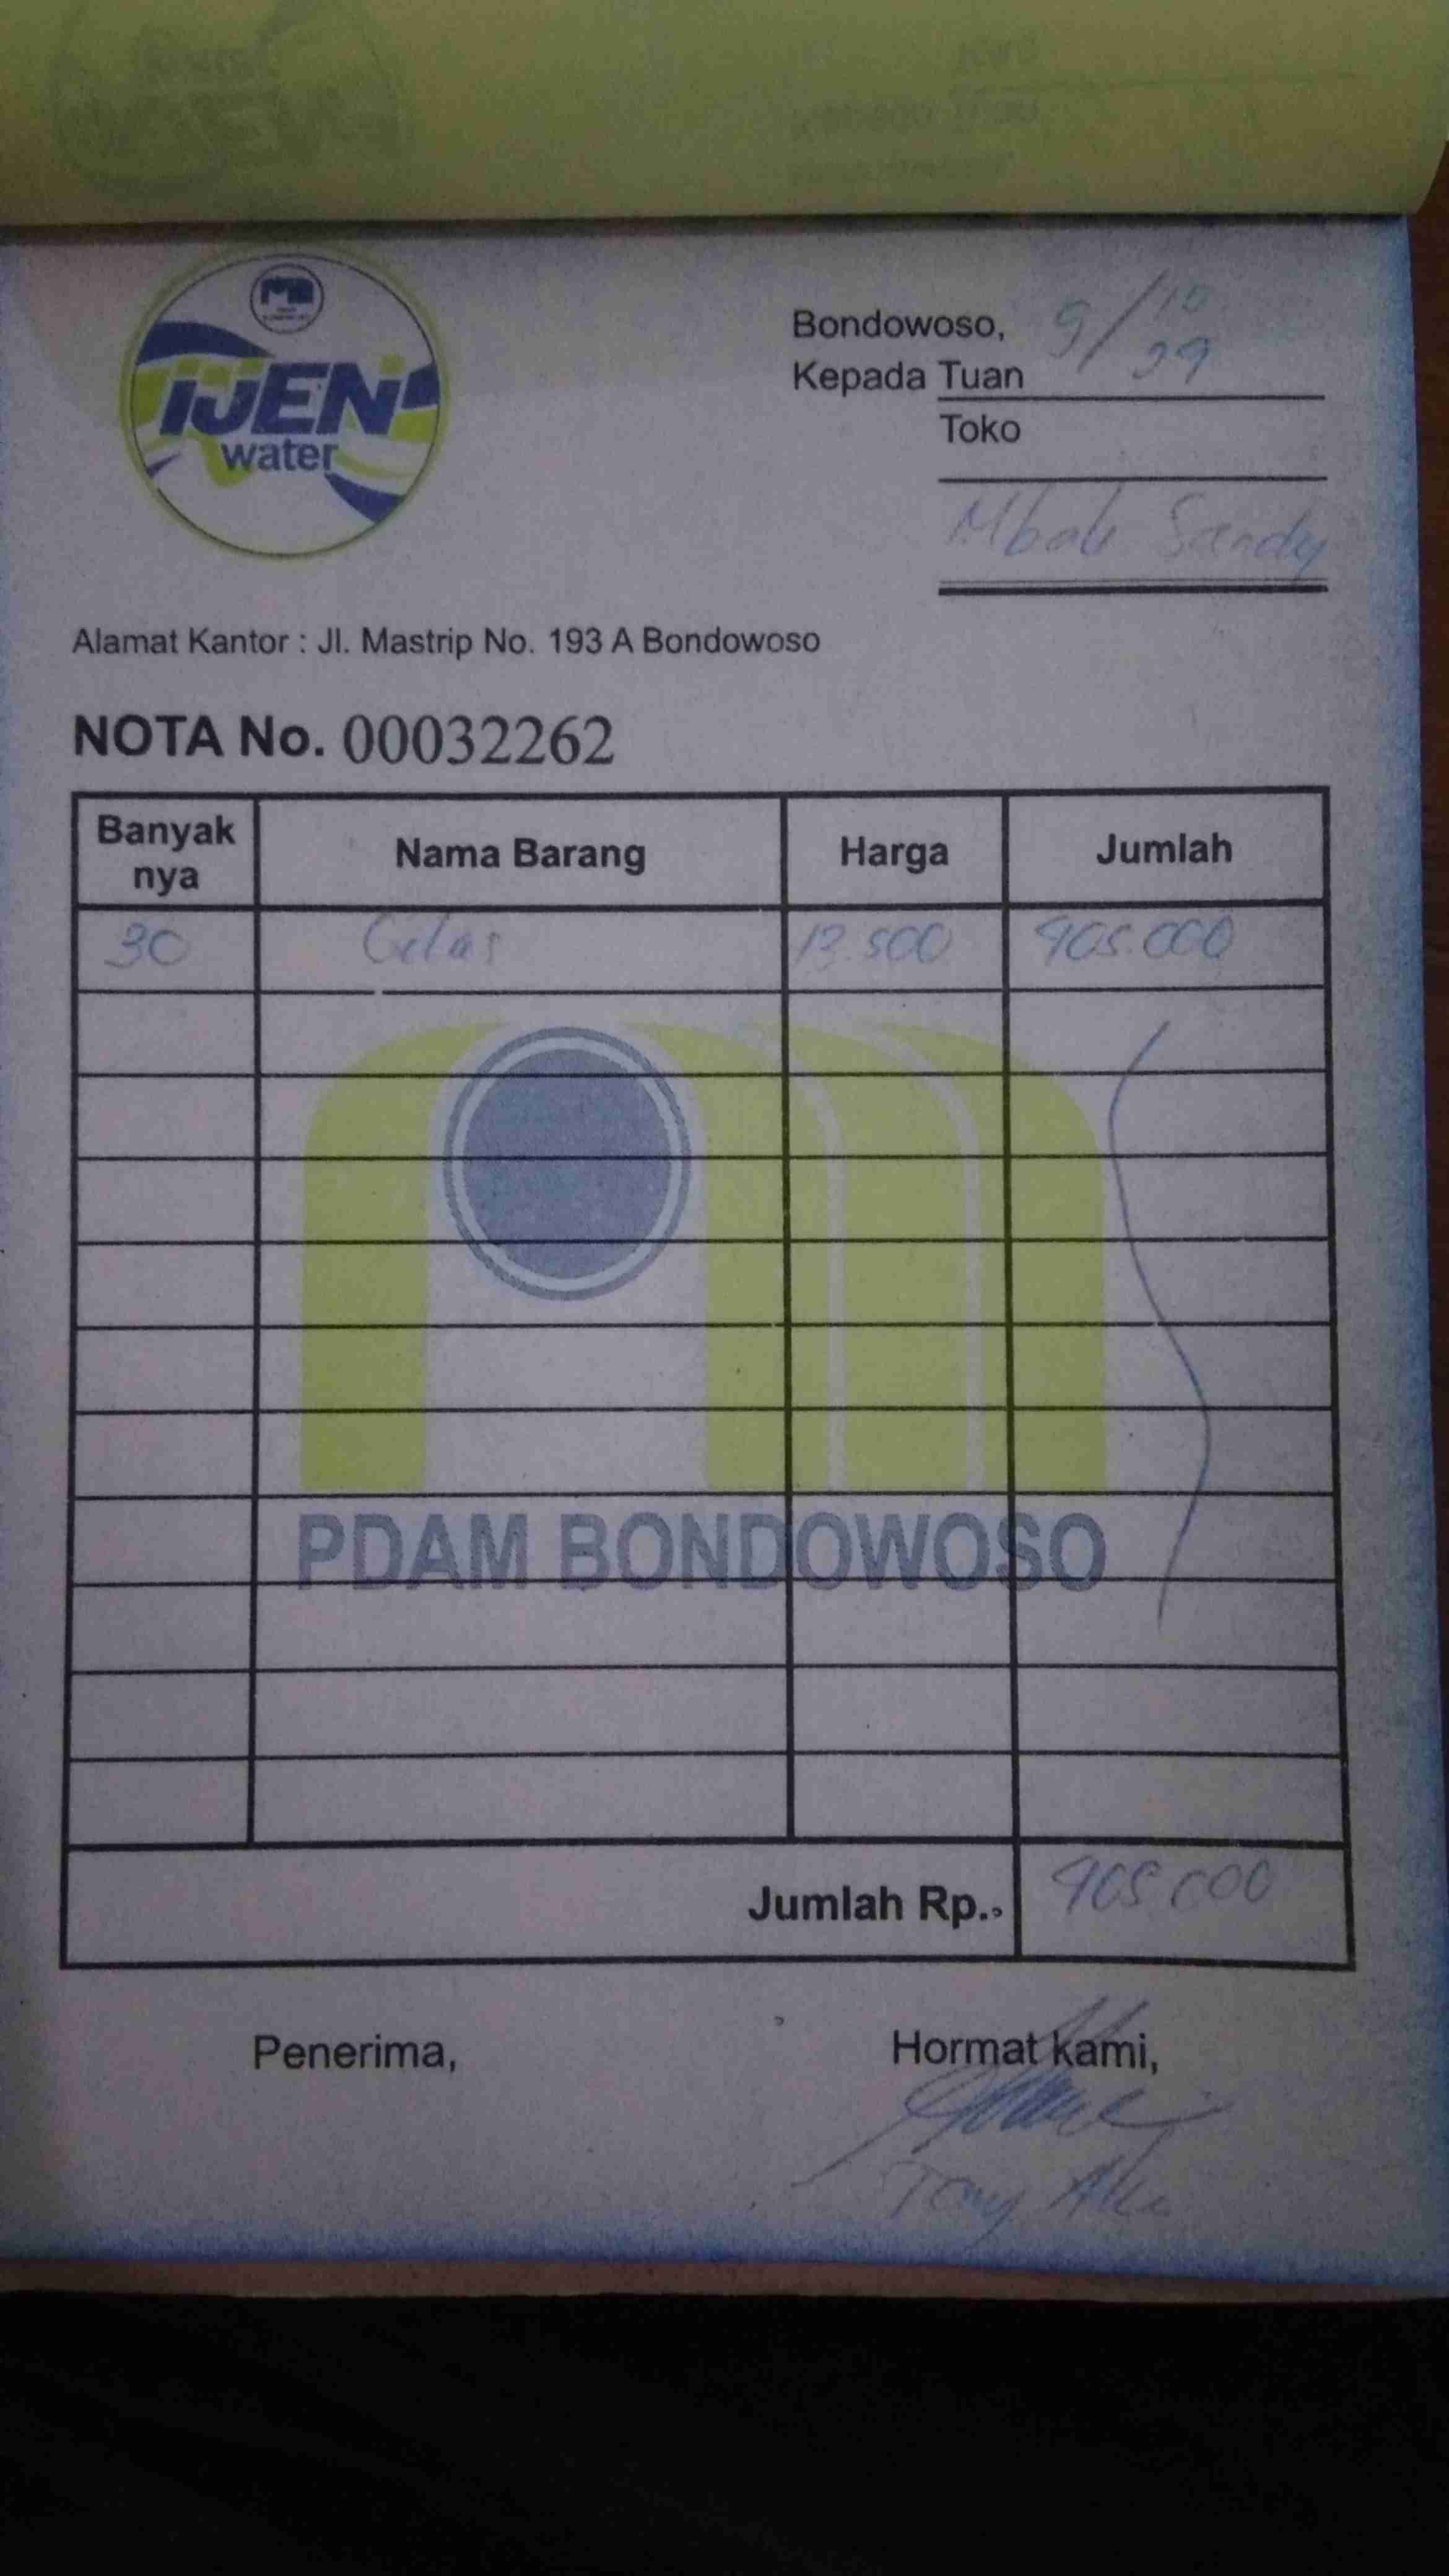 IJEN
water
Bondowoso, 9/10
Kepada Tuan 29
Toko
Mbak Sandy
Alamat Kantor : Jl. Mastrip No. 193 A Bondowoso
NOTA No. 00032262
Banyak nya Nama Barang Harga Jumlah
30 Gelas 13.500 405.000
PDAM BONDOWOSO
Jumlah Rp.. 405.000
Penerima, Hormat kami,
Tony